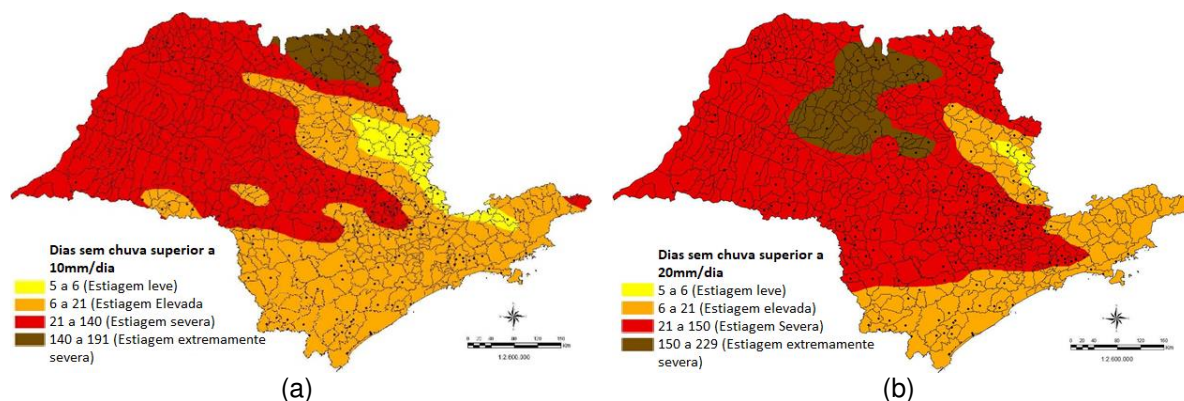 Dias sem chuva superior a
10mm/dia
5 a 6 (Estiagem leve)
6 a 21 (Estiagem Elevada
21 a 140 (Estiagem severa)
140 a 191 (Estiagem extremamente
severa)
1:2.600.000
(a)
Dias sem chuva superior a
20mm/dia
5 a 6 (Estiagem leve)
6 a 21 (Estiagem elevada)
21 a 150 (Estiagem Severa)
150 a 229 (Estiagem extremamente
severa)
1:2.600.000
(b)